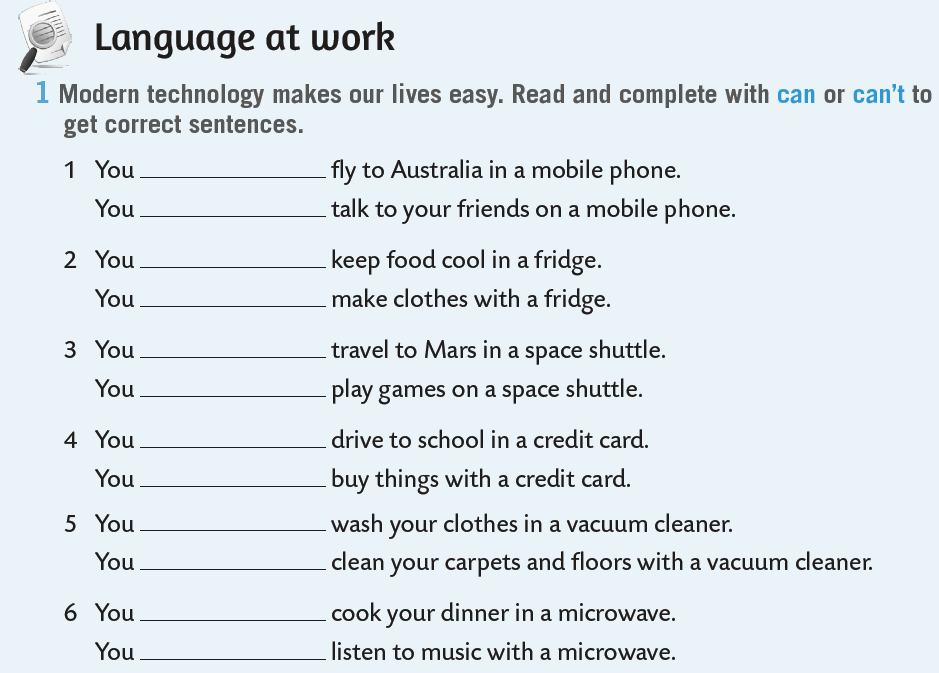 Language at work
1 Modern technology makes our lives easy. Read and complete with can or can't to
get correct sentences.
1 You ______________ fly to Australia in a mobile phone.
You ______________ talk to your friends on a mobile phone.
2 You ______________ keep food cool in a fridge.
You ______________ make clothes with a fridge.
3 You ______________ travel to Mars in a space shuttle.
You ______________ play games on a space shuttle.
4 You ______________ drive to school in a credit card.
You ______________ buy things with a credit card.
5 You ______________ wash your clothes in a vacuum cleaner.
You ______________ clean your carpets and floors with a vacuum cleaner.
6 You ______________ cook your dinner in a microwave.
You ______________ listen to music with a microwave.